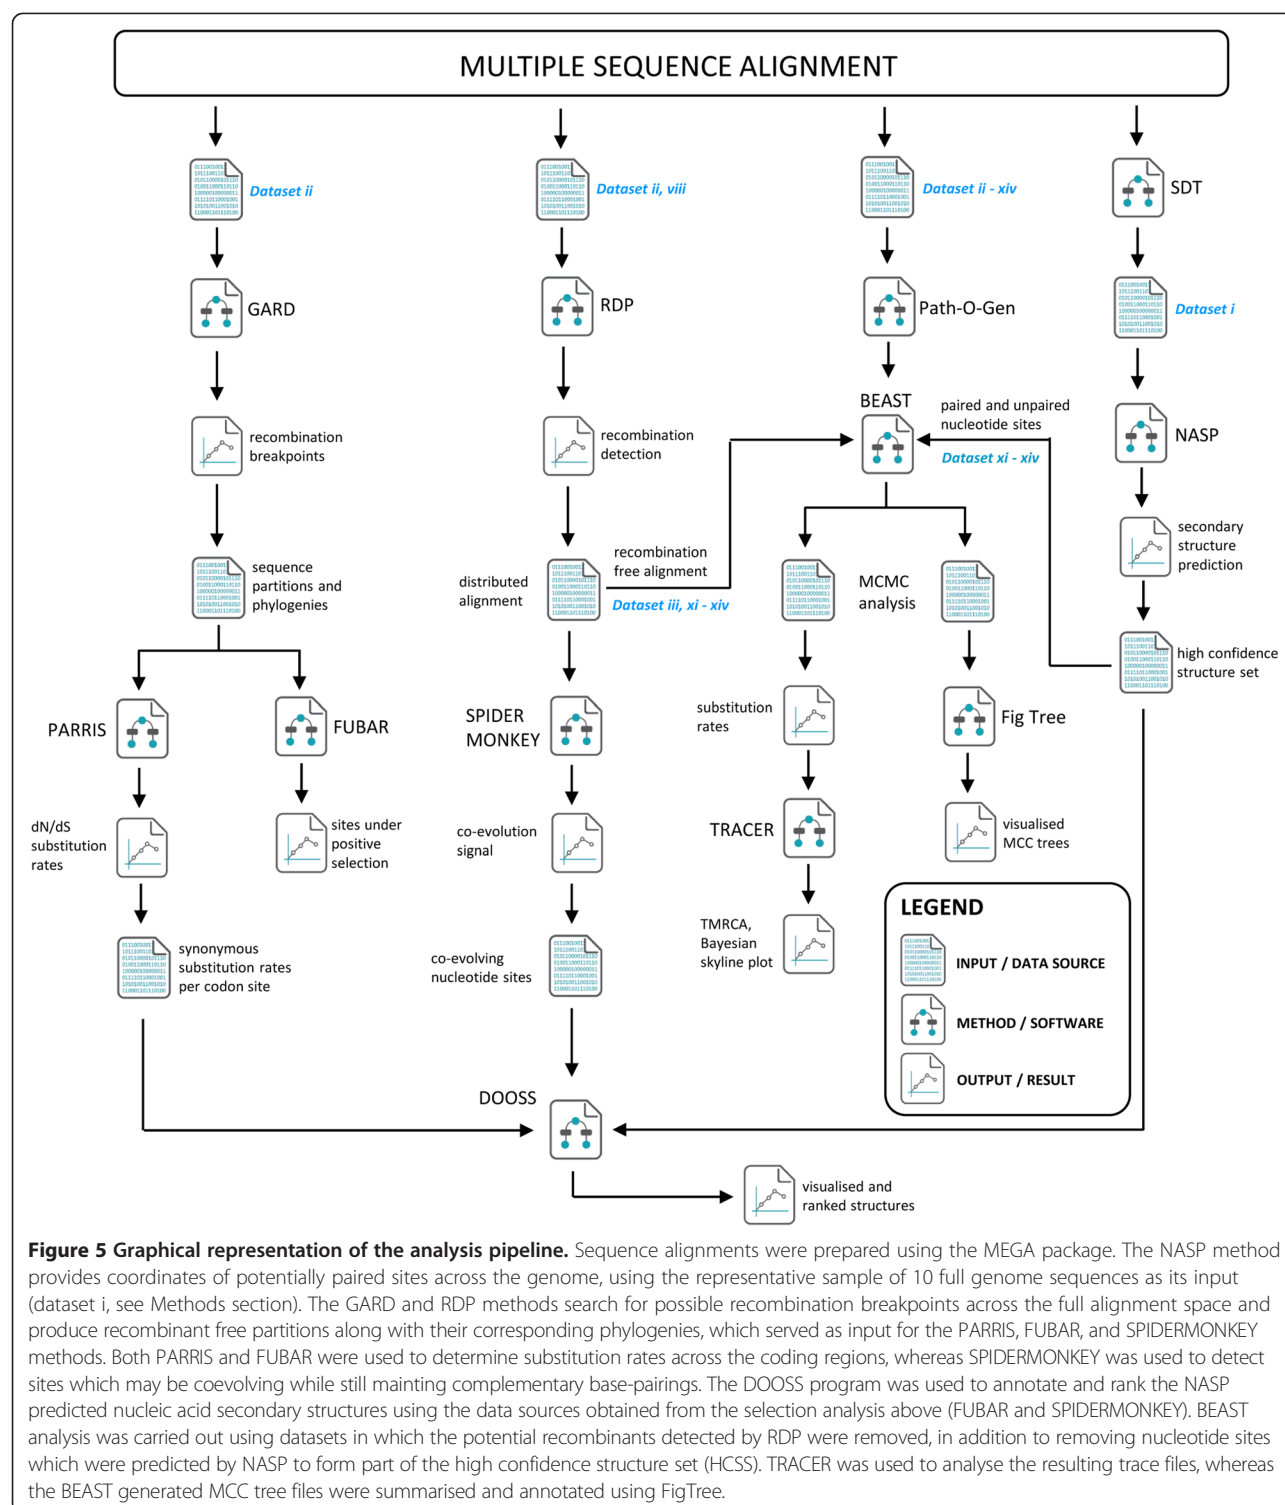 MULTIPLE SEQUENCE ALIGNMENT
Dataset ii
Dataset ii, viii
Dataset ii - xiv
SDT
GARD
RDP
Path-O-Gen
Dataset i
BEAST
paired and unpaired
nucleotide sites
Dataset xi - xiv
NASP
recombination
breakpoints
recombination
detection
secondary
structure
prediction
sequence
partitions and
phylogenies
distributed
alignment
recombination
free alignment
Dataset iii, xi - xiv
MCMC
analysis
high confidence
structure set
PARRIS
FUBAR
SPIDER
MONKEY
substitution
rates
Fig Tree
dN/dS
substitution
rates
sites under
positive
selection
co-evolution
signal
TRACER
visualised
MCC trees
synonymous
substitution rates
per codon site
co-evolving
nucleotide sites
TMRCA,
Bayesian
skyline plot
LEGEND
INPUT / DATA SOURCE
METHOD / SOFTWARE
OUTPUT / RESULT
DOOSS
visualised and
ranked structures
Figure 5 Graphical representation of the analysis pipeline. Sequence alignments were prepared using the MEGA package. The NASP method
provides coordinates of potentially paired sites across the genome, using the representative sample of 10 full genome sequences as its input
(dataset i, see Methods section). The GARD and RDP methods search for possible recombination breakpoints across the full alignment space and
produce recombinant free partitions along with their corresponding phylogenies, which served as input for the PARRIS, FUBAR, and SPIDERMONKEY
methods. Both PARRIS and FUBAR were used to determine substitution rates across the coding regions, whereas SPIDERMONKEY was used to detect
sites which may be coevolving while still mainting complementary base-pairings. The DOOSS program was used to annotate and rank the NASP
predicted nucleic acid secondary structures using the data sources obtained from the selection analysis above (FUBAR and SPIDERMONKEY). BEAST
analysis was carried out using datasets in which the potential recombinants detected by RDP were removed, in addition to removing nucleotide sites
which were predicted by NASP to form part of the high confidence structure set (HCSS). TRACER was used to analyse the resulting trace files, whereas
the BEAST generated MCC tree files were summarised and annotated using FigTree.